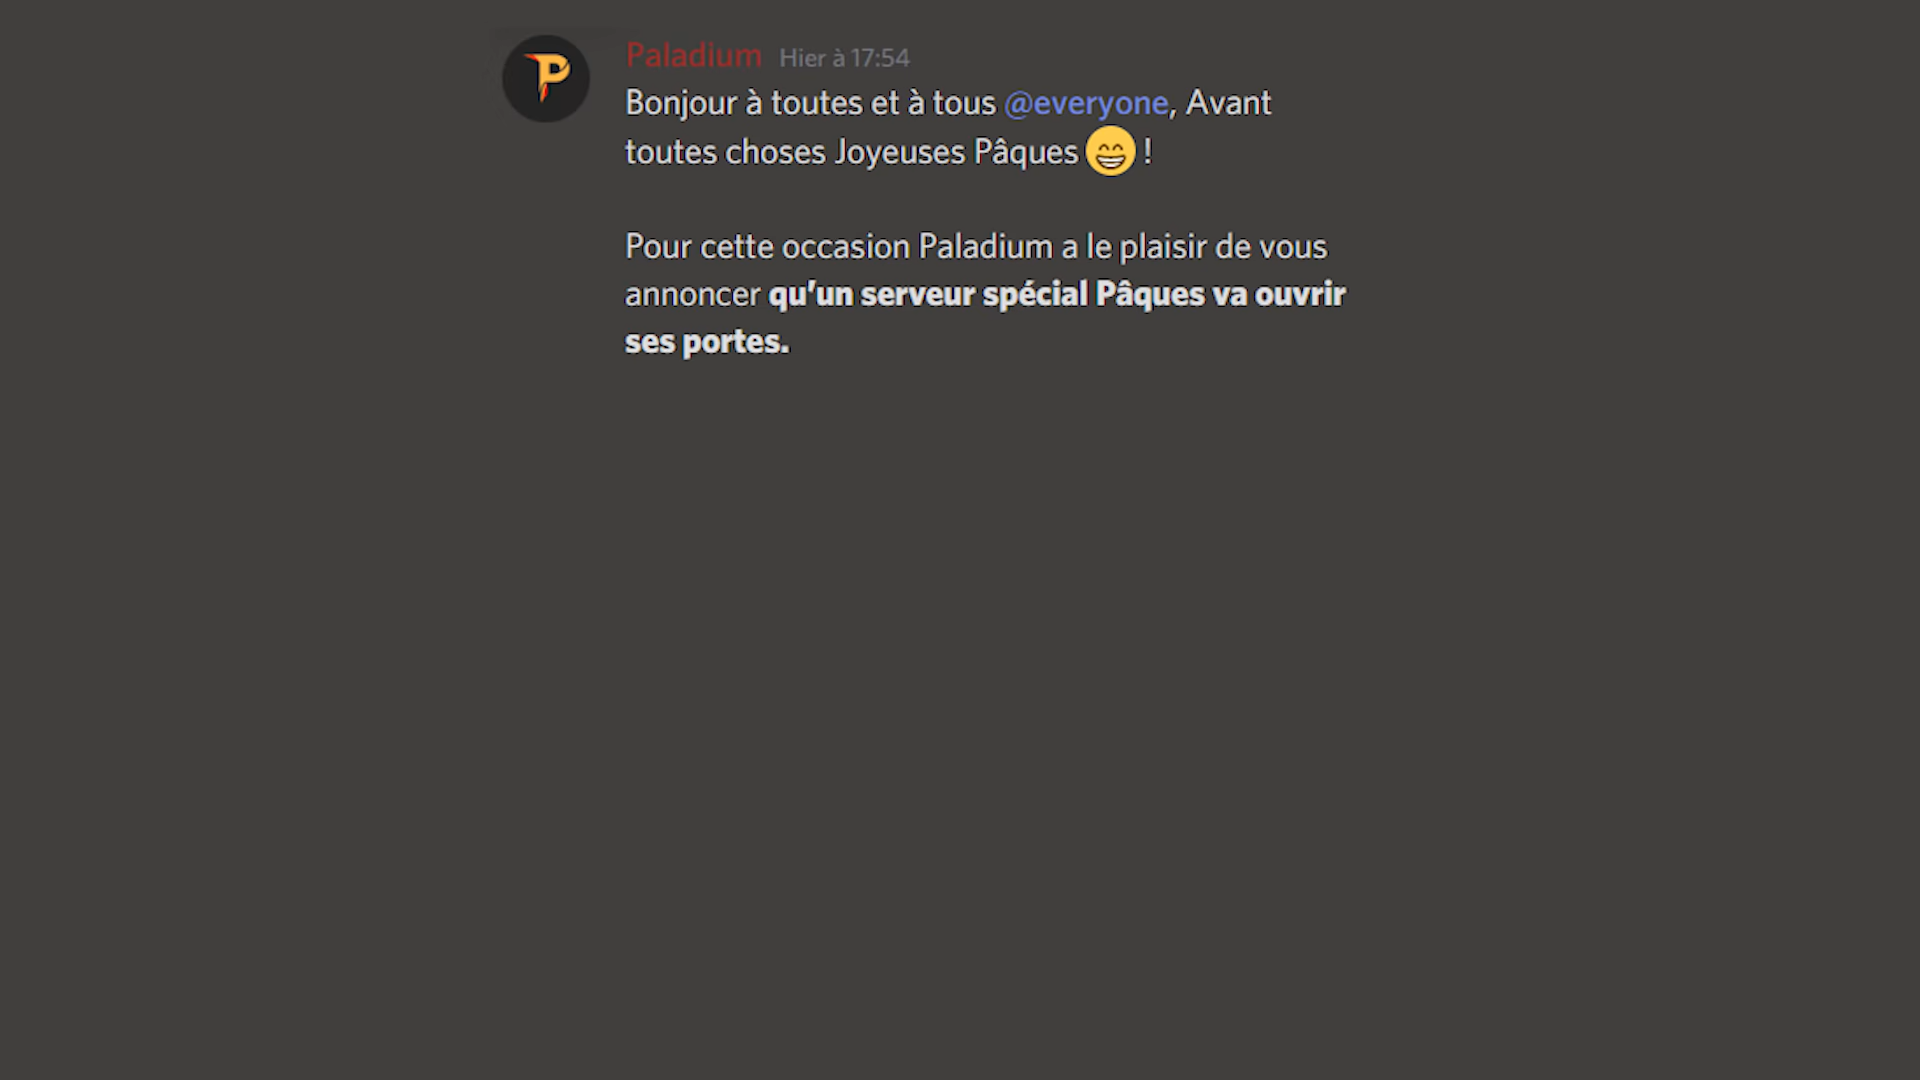 Paladium Hier à 17:54
Bonjour à toutes et à tous @everyone, Avant
toutes choses Joyeuses Pâques 😁 !
Pour cette occasion Paladium a le plaisir de vous
annoncer qu'un serveur spécial Pâques va ouvrir
ses portes.